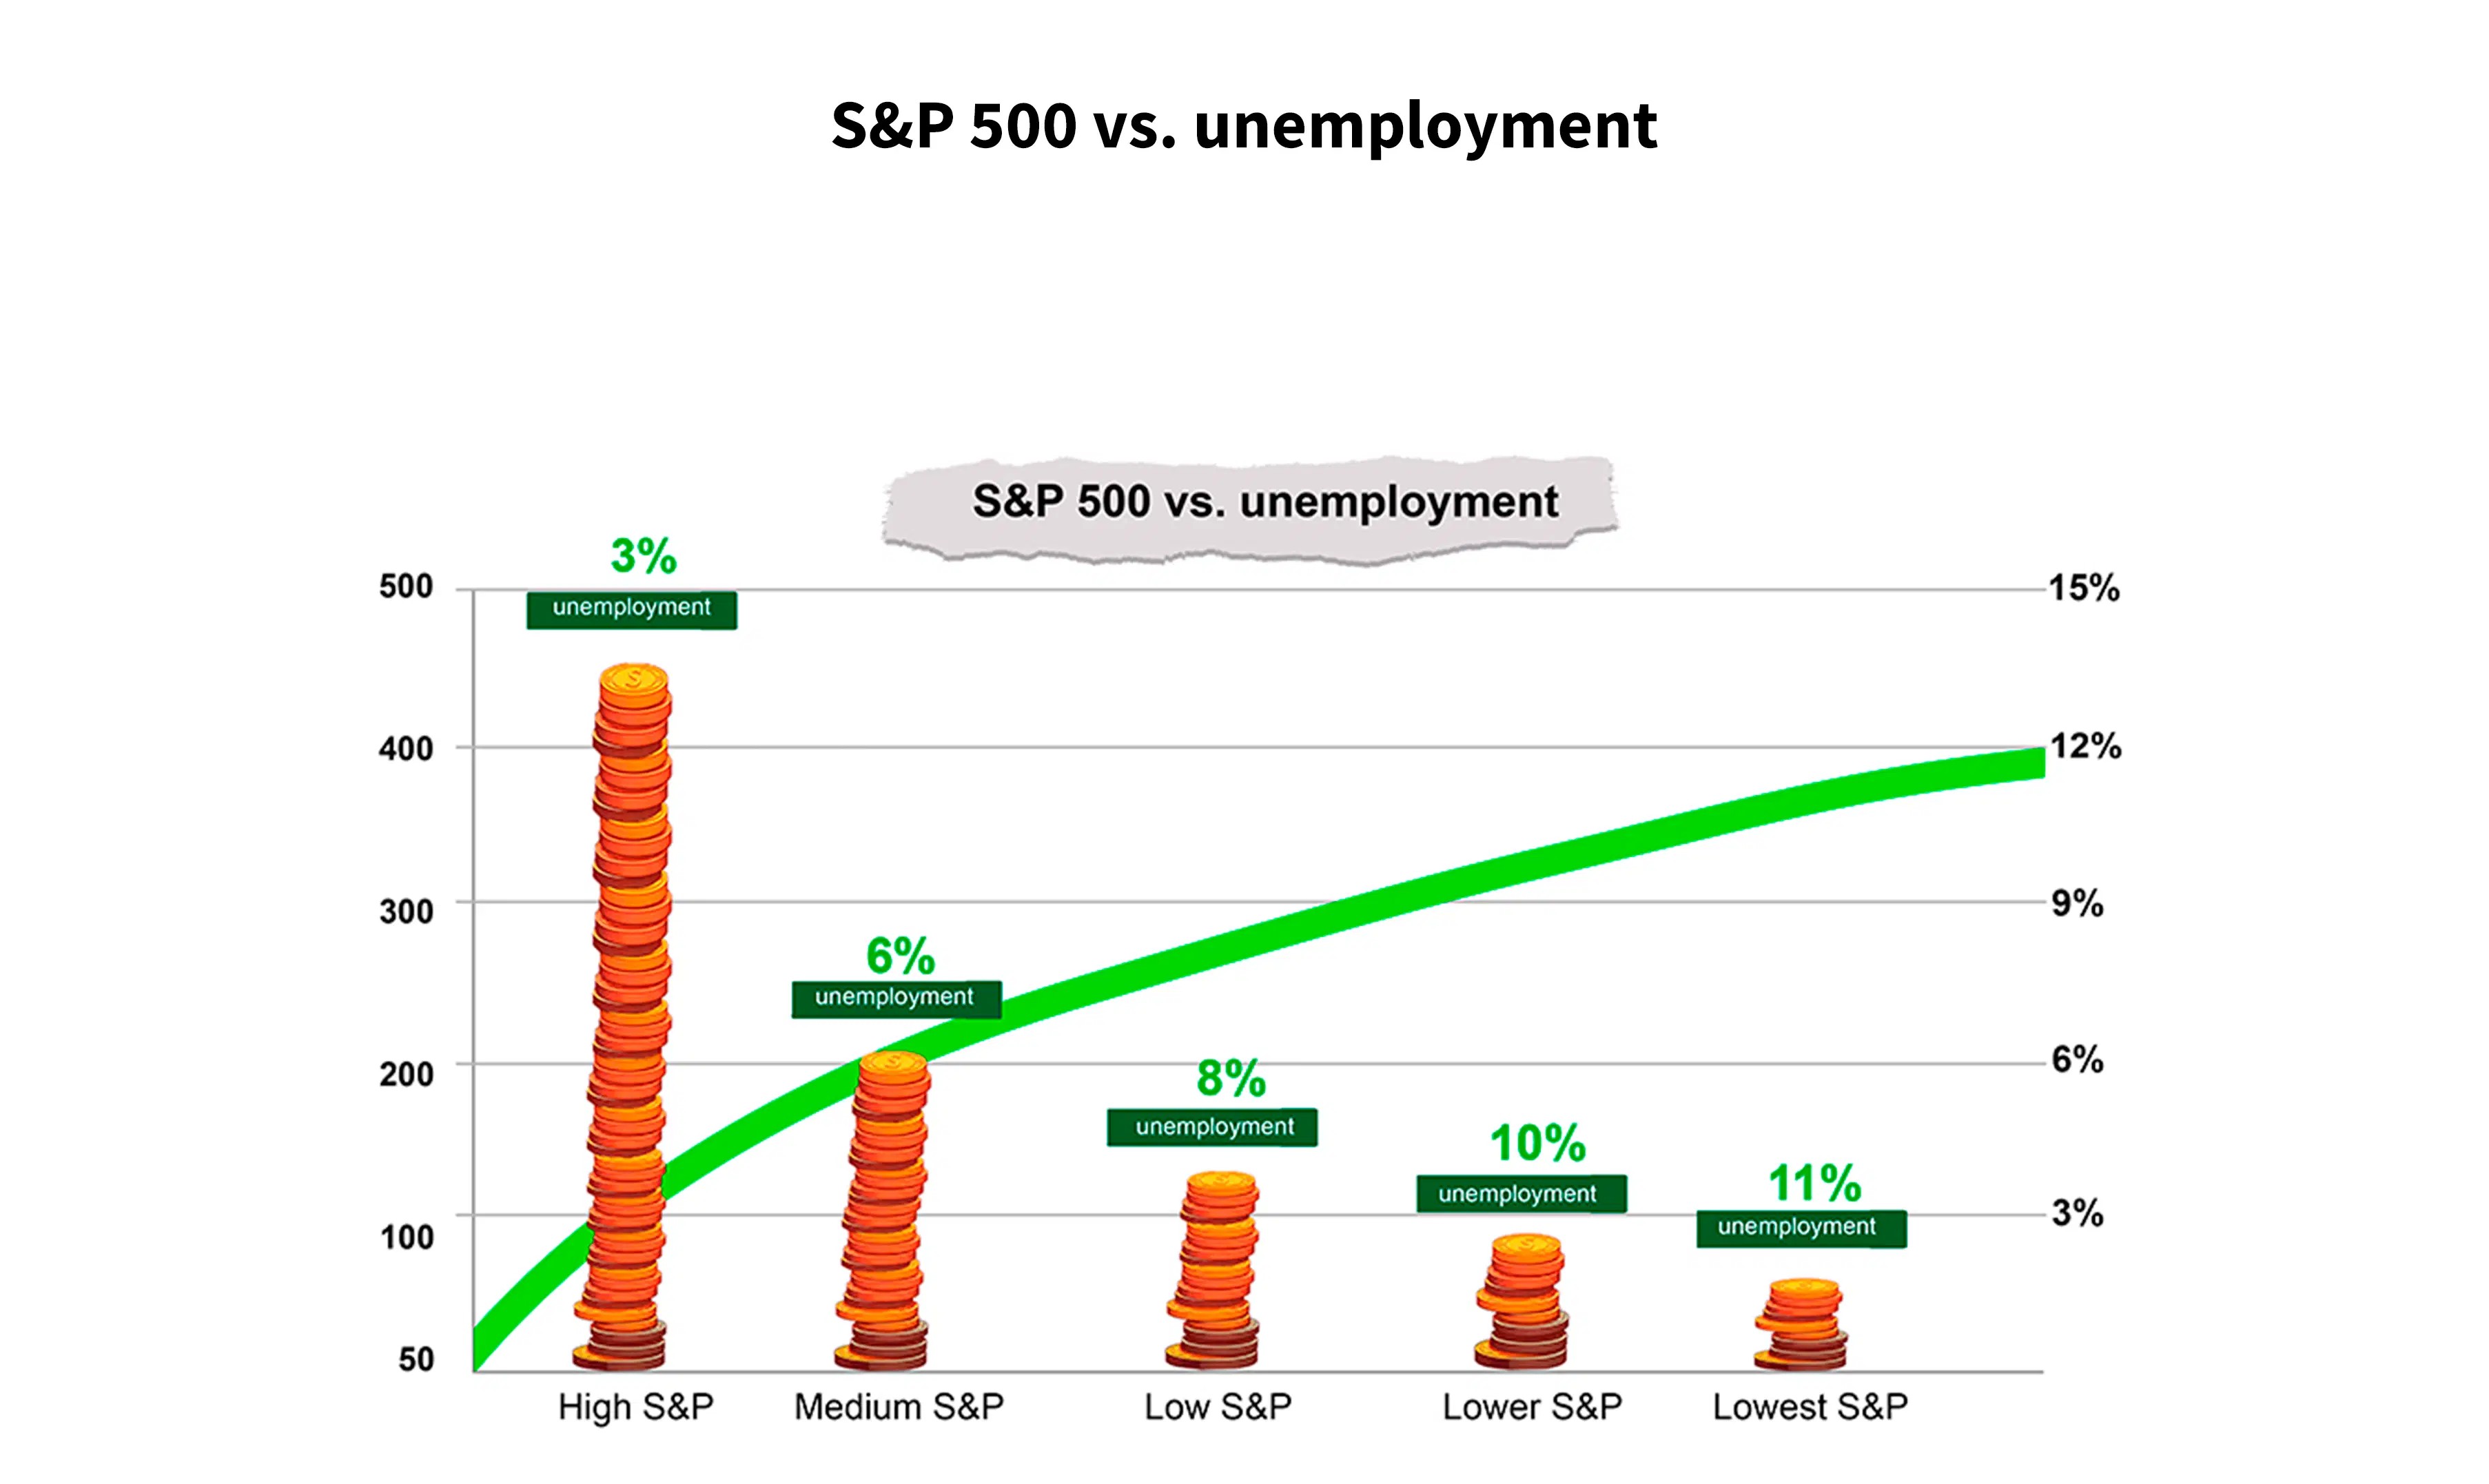 S&P 500 vs. unemployment
S&P 500 vs. unemployment
3%
unemployment
500
15%
400
12%
300
9%
6%
unemployment
200
6%
8%
unemployment
10%
unemployment
11%
unemployment
100
3%
50
High S&P
Medium S&P
Low S&P
Lower S&P
Lowest S&P